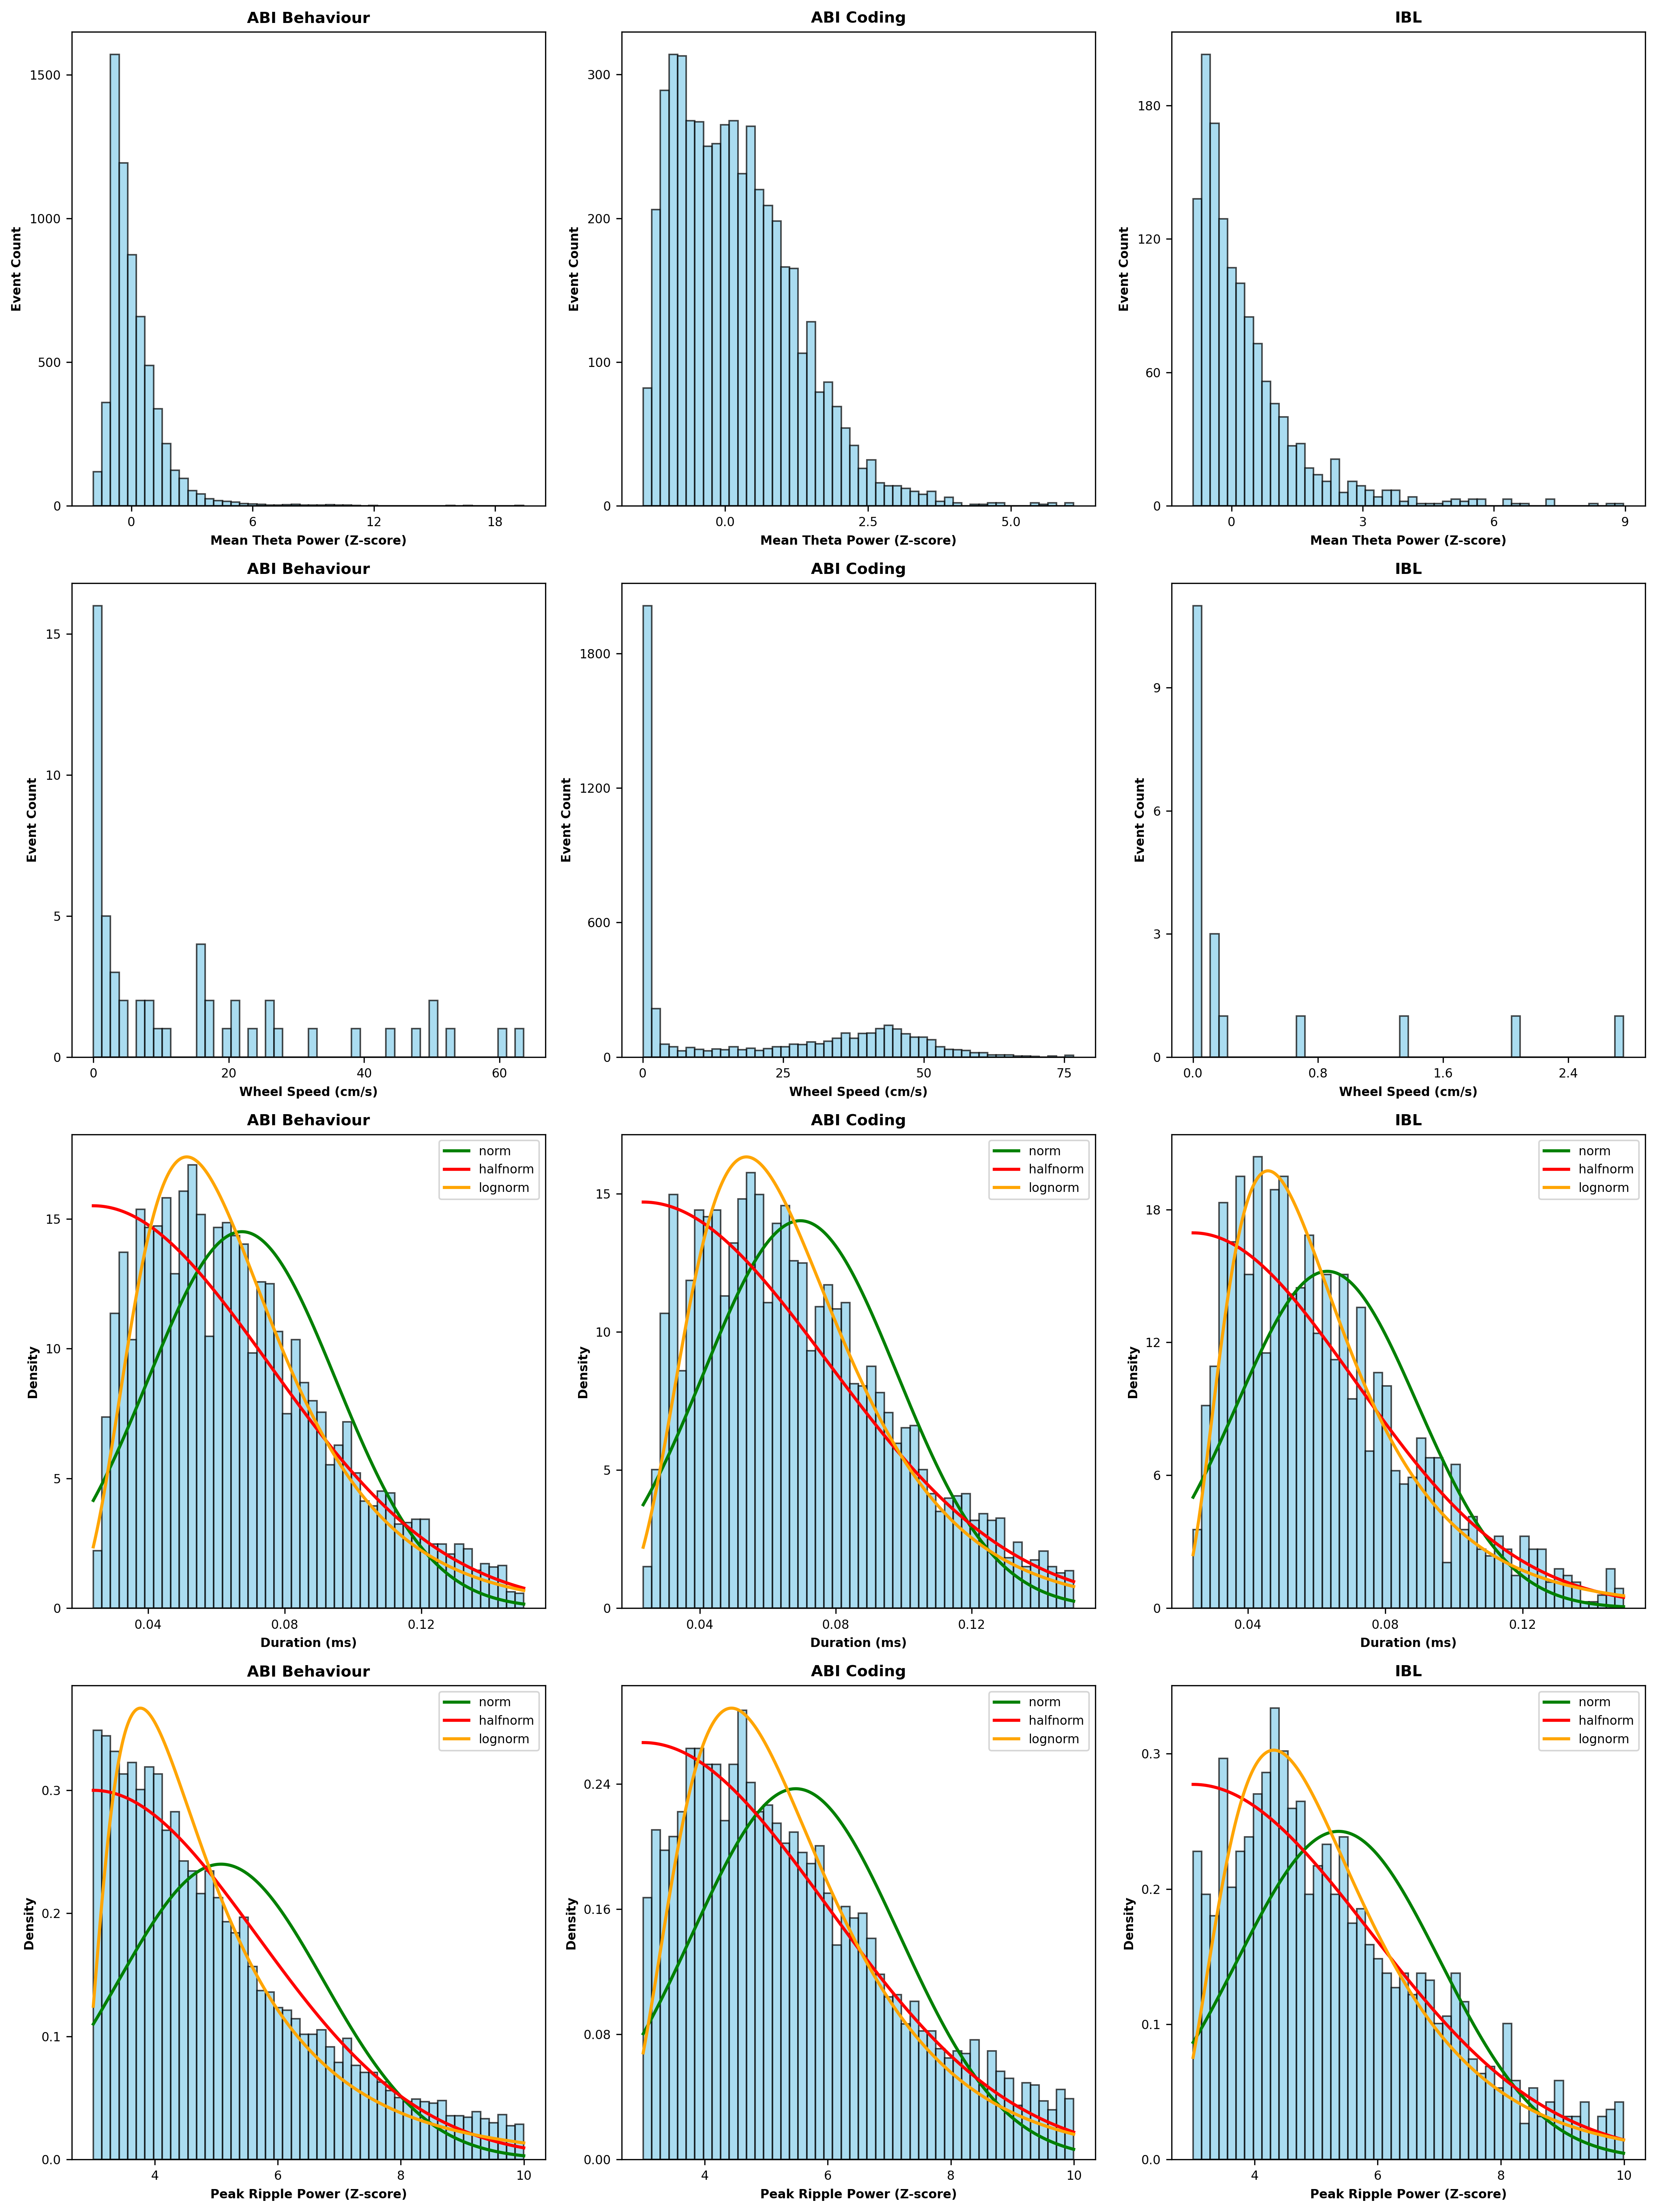 ABI Behaviour
1500
1000
500
0
0 6 12 18
Event Count
Mean Theta Power (Z-score)
ABI Coding
300
200
100
0
0.0 2.5 5.0
Event Count
Mean Theta Power (Z-score)
IBL
180
120
60
0
0 3 6 9
Event Count
Mean Theta Power (Z-score)
ABI Behaviour
15
10
5
0
0 20 40 60
Event Count
Wheel Speed (cm/s)
ABI Coding
1800
1200
600
0
0 25 50 75
Event Count
Wheel Speed (cm/s)
IBL
9
6
3
0
0.0 0.8 1.6 2.4
Event Count
Wheel Speed (cm/s)
ABI Behaviour
norm
halfnorm
lognorm
15
10
5
0
0.04 0.08 0.12
Density
Duration (ms)
ABI Coding
norm
halfnorm
lognorm
15
10
5
0
0.04 0.08 0.12
Density
Duration (ms)
IBL
norm
halfnorm
lognorm
18
12
6
0
0.04 0.08 0.12
Density
Duration (ms)
ABI Behaviour
norm
halfnorm
lognorm
0.3
0.2
0.1
0.0
4 6 8 10
Density
Peak Ripple Power (Z-score)
ABI Coding
norm
halfnorm
lognorm
0.24
0.16
0.08
0.00
4 6 8 10
Density
Peak Ripple Power (Z-score)
IBL
norm
halfnorm
lognorm
0.3
0.2
0.1
0.0
4 6 8 10
Density
Peak Ripple Power (Z-score)